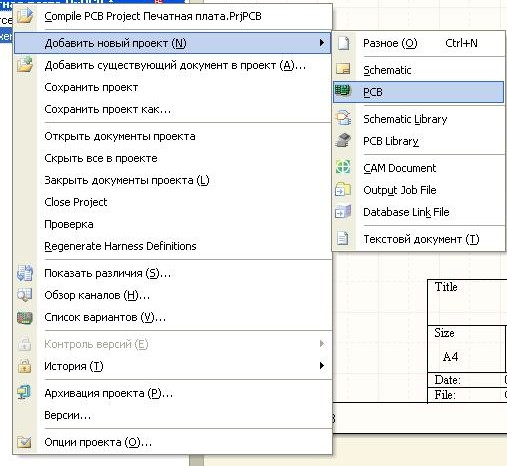 Compile PCB Project Печатная плата.PrjPCB
Добавить новый проект (N)
Добавить существующий документ в проект (A)...
Сохранить проект
Сохранить проект как...
Открыть документы проекта
Скрыть все в проекте
Закрыть документы проекта (L)
Close Project
Проверка
Regenerate Harness Definitions
Показать различия (S)...
Обзор каналов (H)...
Список вариантов (V)...
Контроль версий (E)
История (T)
Архивация проекта (P)...
Версии...
Опции проекта (O)...
Разное (O) Ctrl+N
Schematic
PCB
Schematic Library
PCB Library
CAM Document
Output Job File
Database Link File
Текстовй документ (T)
Title
Size
A4
Date:
File: